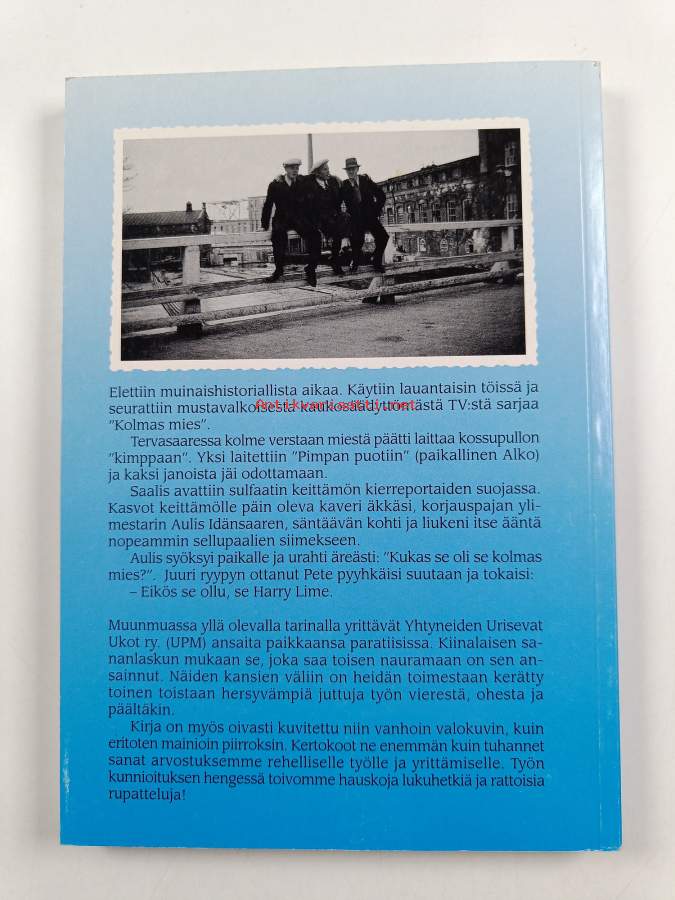 Elettiin muinaishistoriallista aikaa. Käytiin lauantaisin töissä ja
seurattiin mustavalkoisesta kaukosäädyttömästä TV:stä sarjaa
Antikvariaatit.net
”Kolmas mies”.
Tervasaaressa kolme verstaan miestä päätti laittaa kossupullon
”kimppaan”. Yksi laitettiin ”Pimpan puotiin” (paikallinen Alko)
ja kaksi janoista jäi odottamaan.
Saalis avattiin sulfaatin keittämön kierreportaiden suojassa.
Kasvot keittämölle päin oleva kaveri äkkäsi, korjauspajan yli-
mestarin Aulis Idänsaaren, säntäävän kohti ja liukeni itse ääntä
nopeammin sellupaalien siimekseen.
Aulis syöksyi paikalle ja urahti äreästi: ”Kukas se oli se kolmas
mies?”. Juuri ryypyn ottanut Pete pyyhkäisi suutaan ja tokaisi:
– Eikös se ollu, se Harry Lime.
Muunmuassa yllä olevalla tarinalla yrittävät Yhtyneiden Urisevat
Ukot ry. (UPM) ansaita paikkaansa paratiisissa. Kiinalaisen sa-
nanlaskun mukaan se, joka saa toisen nauramaan on sen an-
sainnut. Näiden kansien väliin on heidän toimestaan kerätty
toinen toistaan hersyvämpiä juttuja työn vierestä, ohesta ja
päältäkin.
Kirja on myös oivasti kuvitettu niin vanhoin valokuvin, kuin
eritoten mainioin piirroksin. Kertokoot ne enemmän kuin tuhannet
sanat arvostuksemme rehelliselle työlle ja yrittämiselle. Työn
kunnioituksen hengessä toivomme hauskoja lukuhetkiä ja rattoisia
rupatteluja!